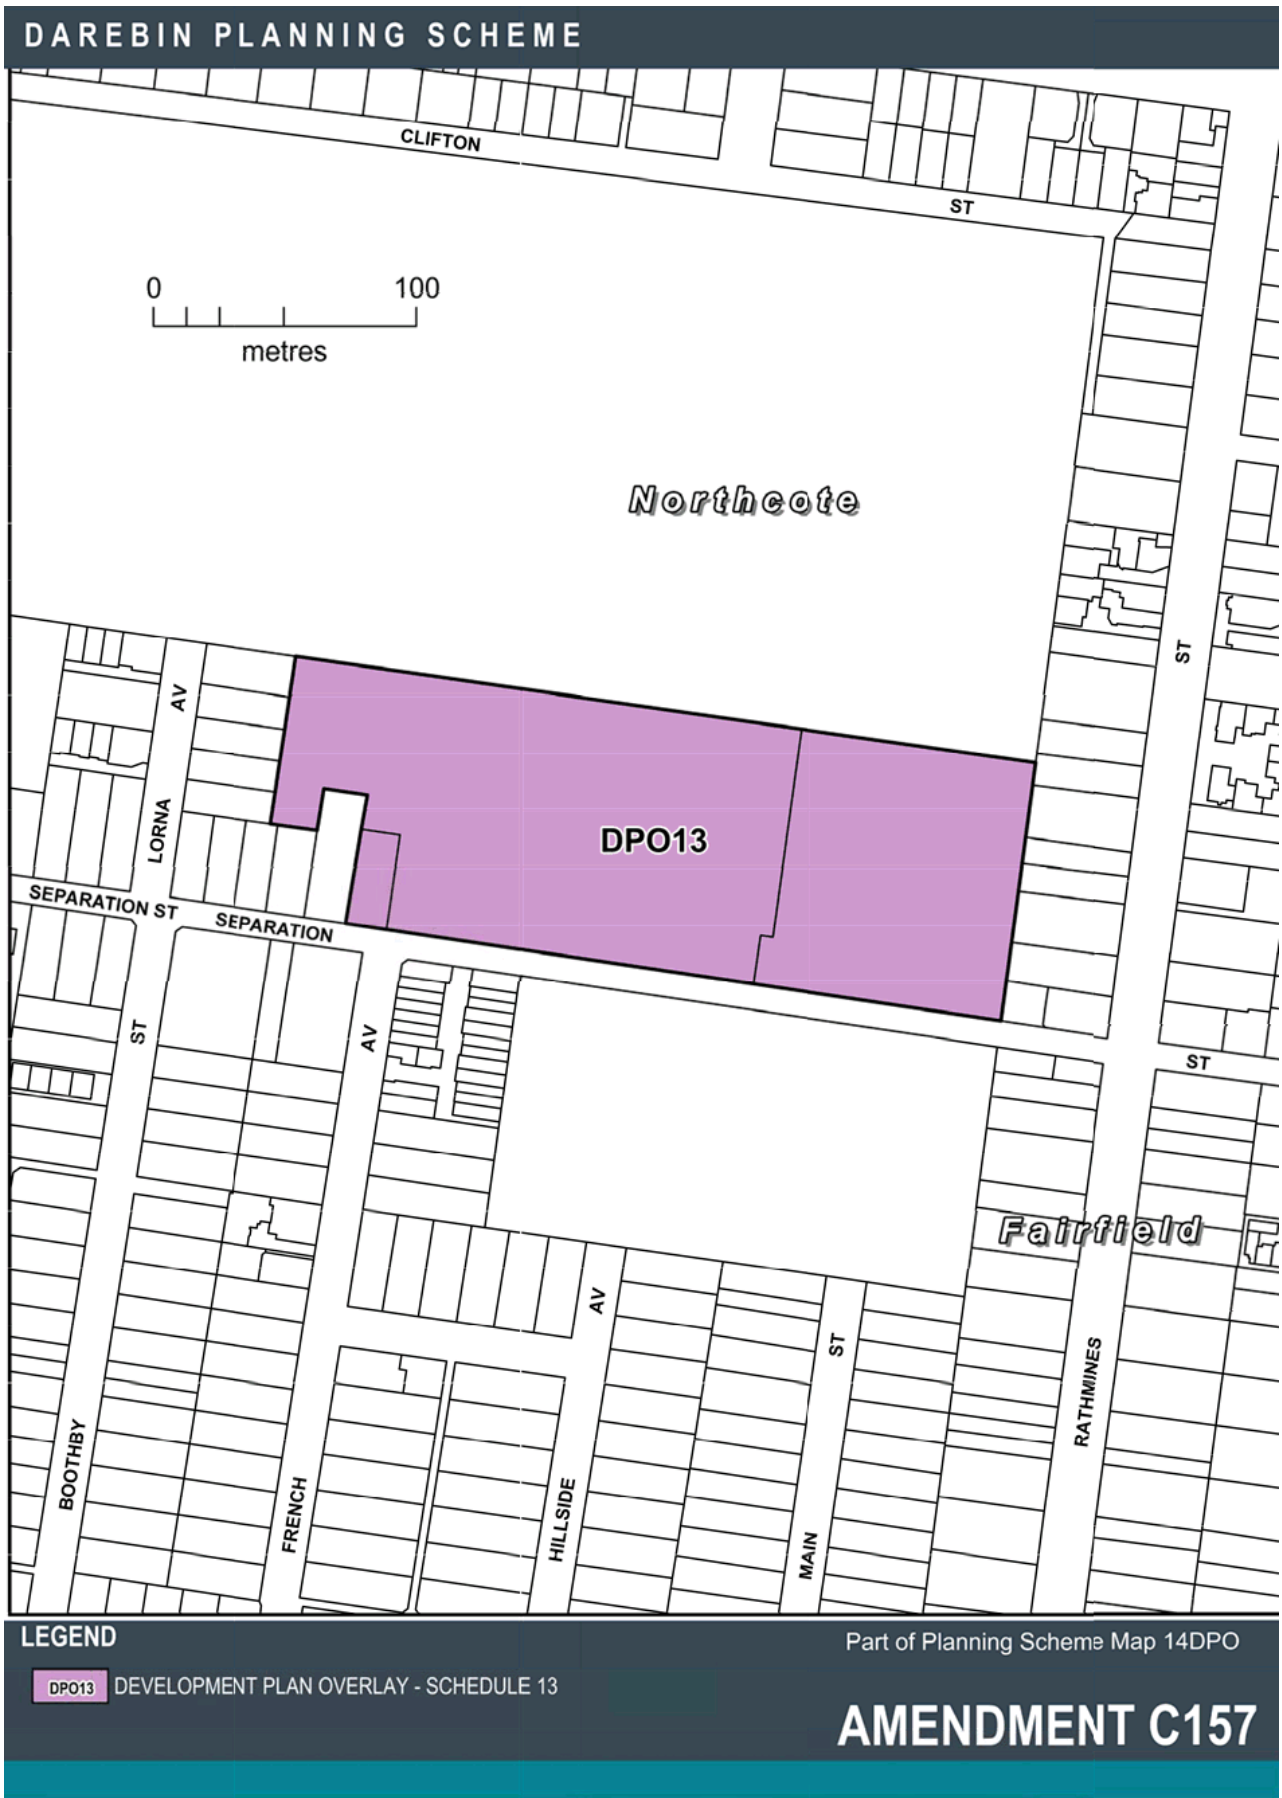 DAREBIN PLANNING SCHEME
CLIFTON
ST
0 100
metres
Northcote
ST
AV
LORNA
DPO13
SEPARATION ST
SEPARATION
ST
AV
ST
Fairfield
AV
ST
RATHMINES
BOOTHBY
FRENCH
HILLSIDE
MAIN
LEGEND
Part of Planning Scheme Map 14DPO
DPO13 DEVELOPMENT PLAN OVERLAY - SCHEDULE 13
AMENDMENT C157